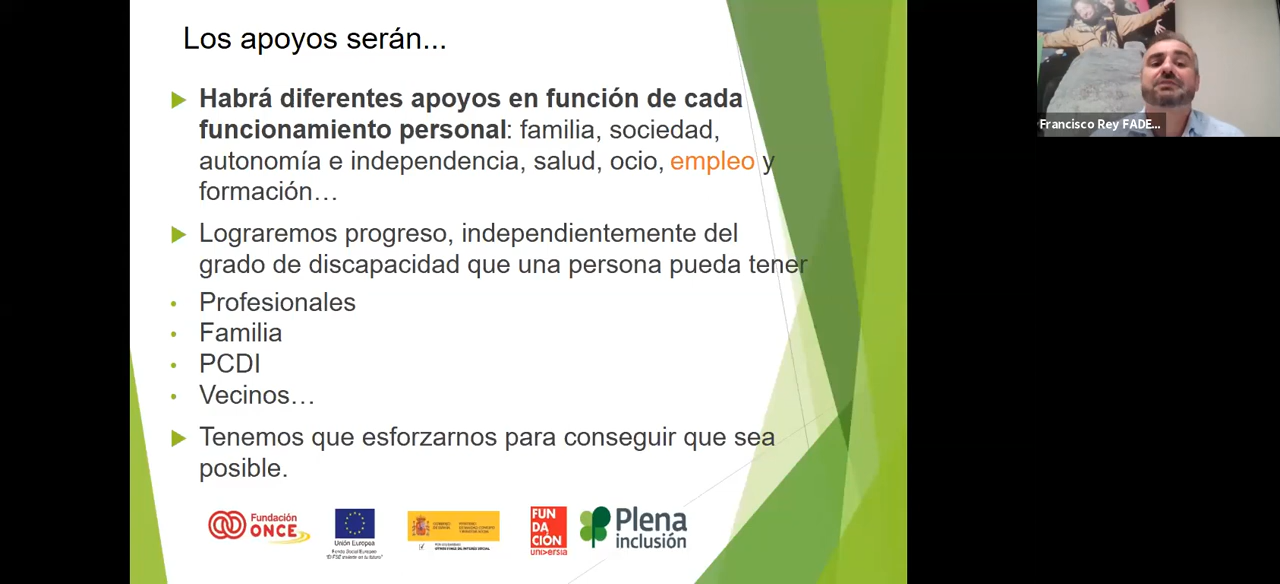 Los apoyos serán...
Habrá diferentes apoyos en función de cada
funcionamiento personal: familia, sociedad,
autonomía e independencia, salud, ocio, empleo y
formación…
Lograremos progreso, independientemente del
grado de discapacidad que una persona pueda tener
Profesionales
Familia
PCDI
Vecinos…
Tenemos que esforzarnos para conseguir que sea
posible.
Fundación
ONCE
Unión Europea
Fondo Social Europeo
FUN
DA
CIÓN
universia
Plena
inclusión
Francisco Rey FADE...